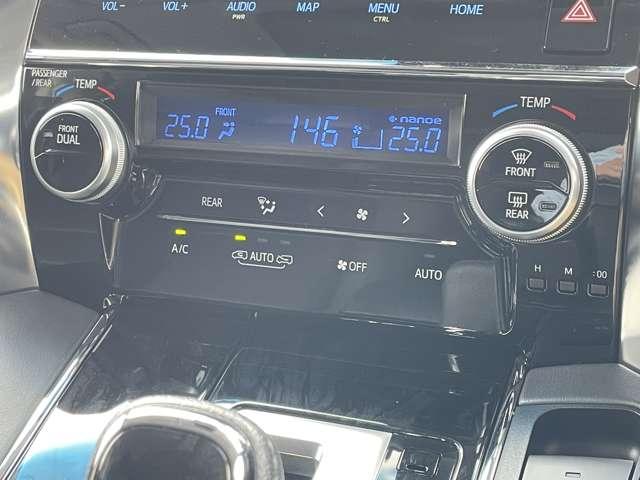 VOL− VOL+ AUDIO MAP MENU HOME
PWR CTRL
PASSENGER
/REAR
TEMP
FRONT
DUAL
FRONT
25.0 146 25.0
nanoe
TEMP
FRONT
REAR
REAR
A/C
AUTO
OFF
AUTO
H M :00